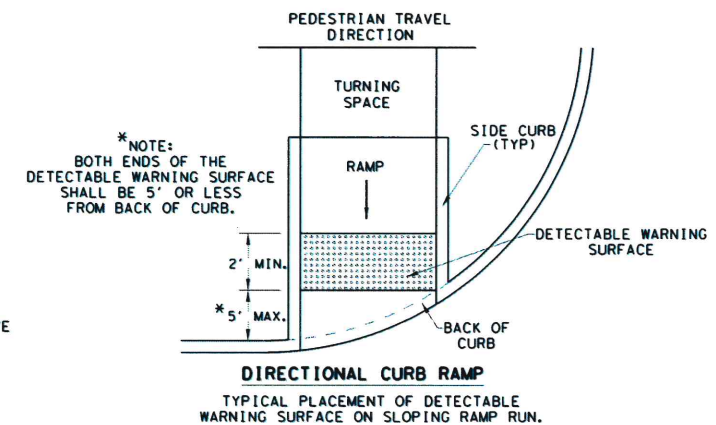 PEDESTRIAN TRAVEL
DIRECTION
TURNING
SPACE
SIDE CURB
(TYP)
*NOTE:
BOTH ENDS OF THE
DETECTABLE WARNING SURFACE
SHALL BE 5' OR LESS
FROM BACK OF CURB.
RAMP
DETECTABLE WARNING
SURFACE
2' MIN.
*5' MAX.
TE
BACK OF
CURB
DIRECTIONAL CURB RAMP
TYPICAL PLACEMENT OF DETECTABLE
WARNING SURFACE ON SLOPING RAMP RUN.